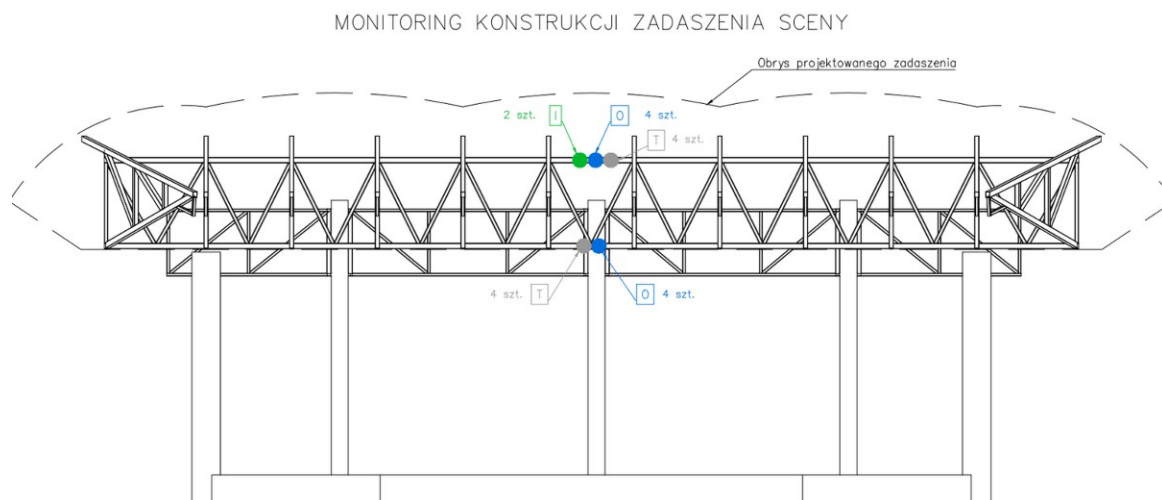 MONITORING KONSTRUKCJI ZADASZENIA SCENY
Obrys projektowanego zadaszenia
2 szt. I O 4 szt.
T 4 szt.
4 szt. T O 4 szt.